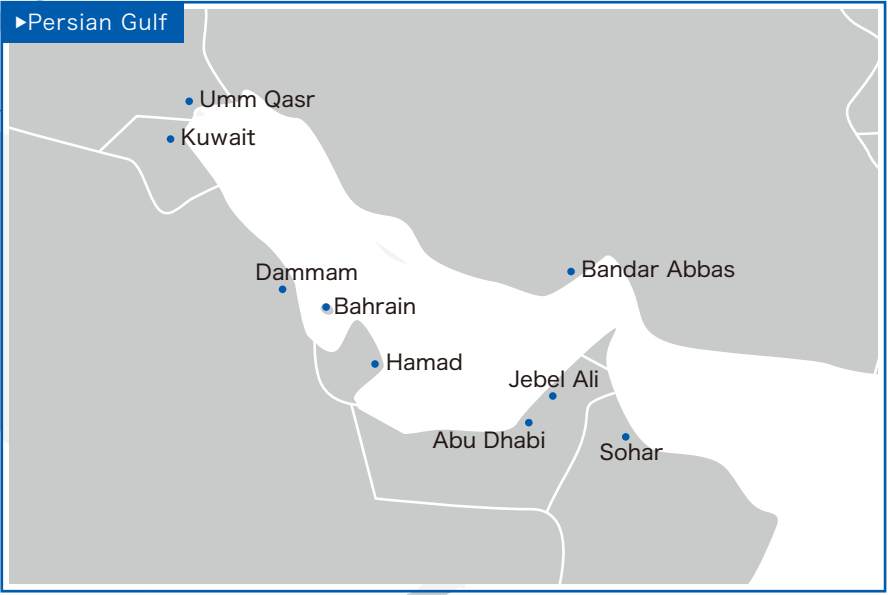 ▶Persian Gulf
Umm Qasr
Kuwait
Dammam
Bandar Abbas
Bahrain
Hamad
Jebel Ali
Abu Dhabi
Sohar